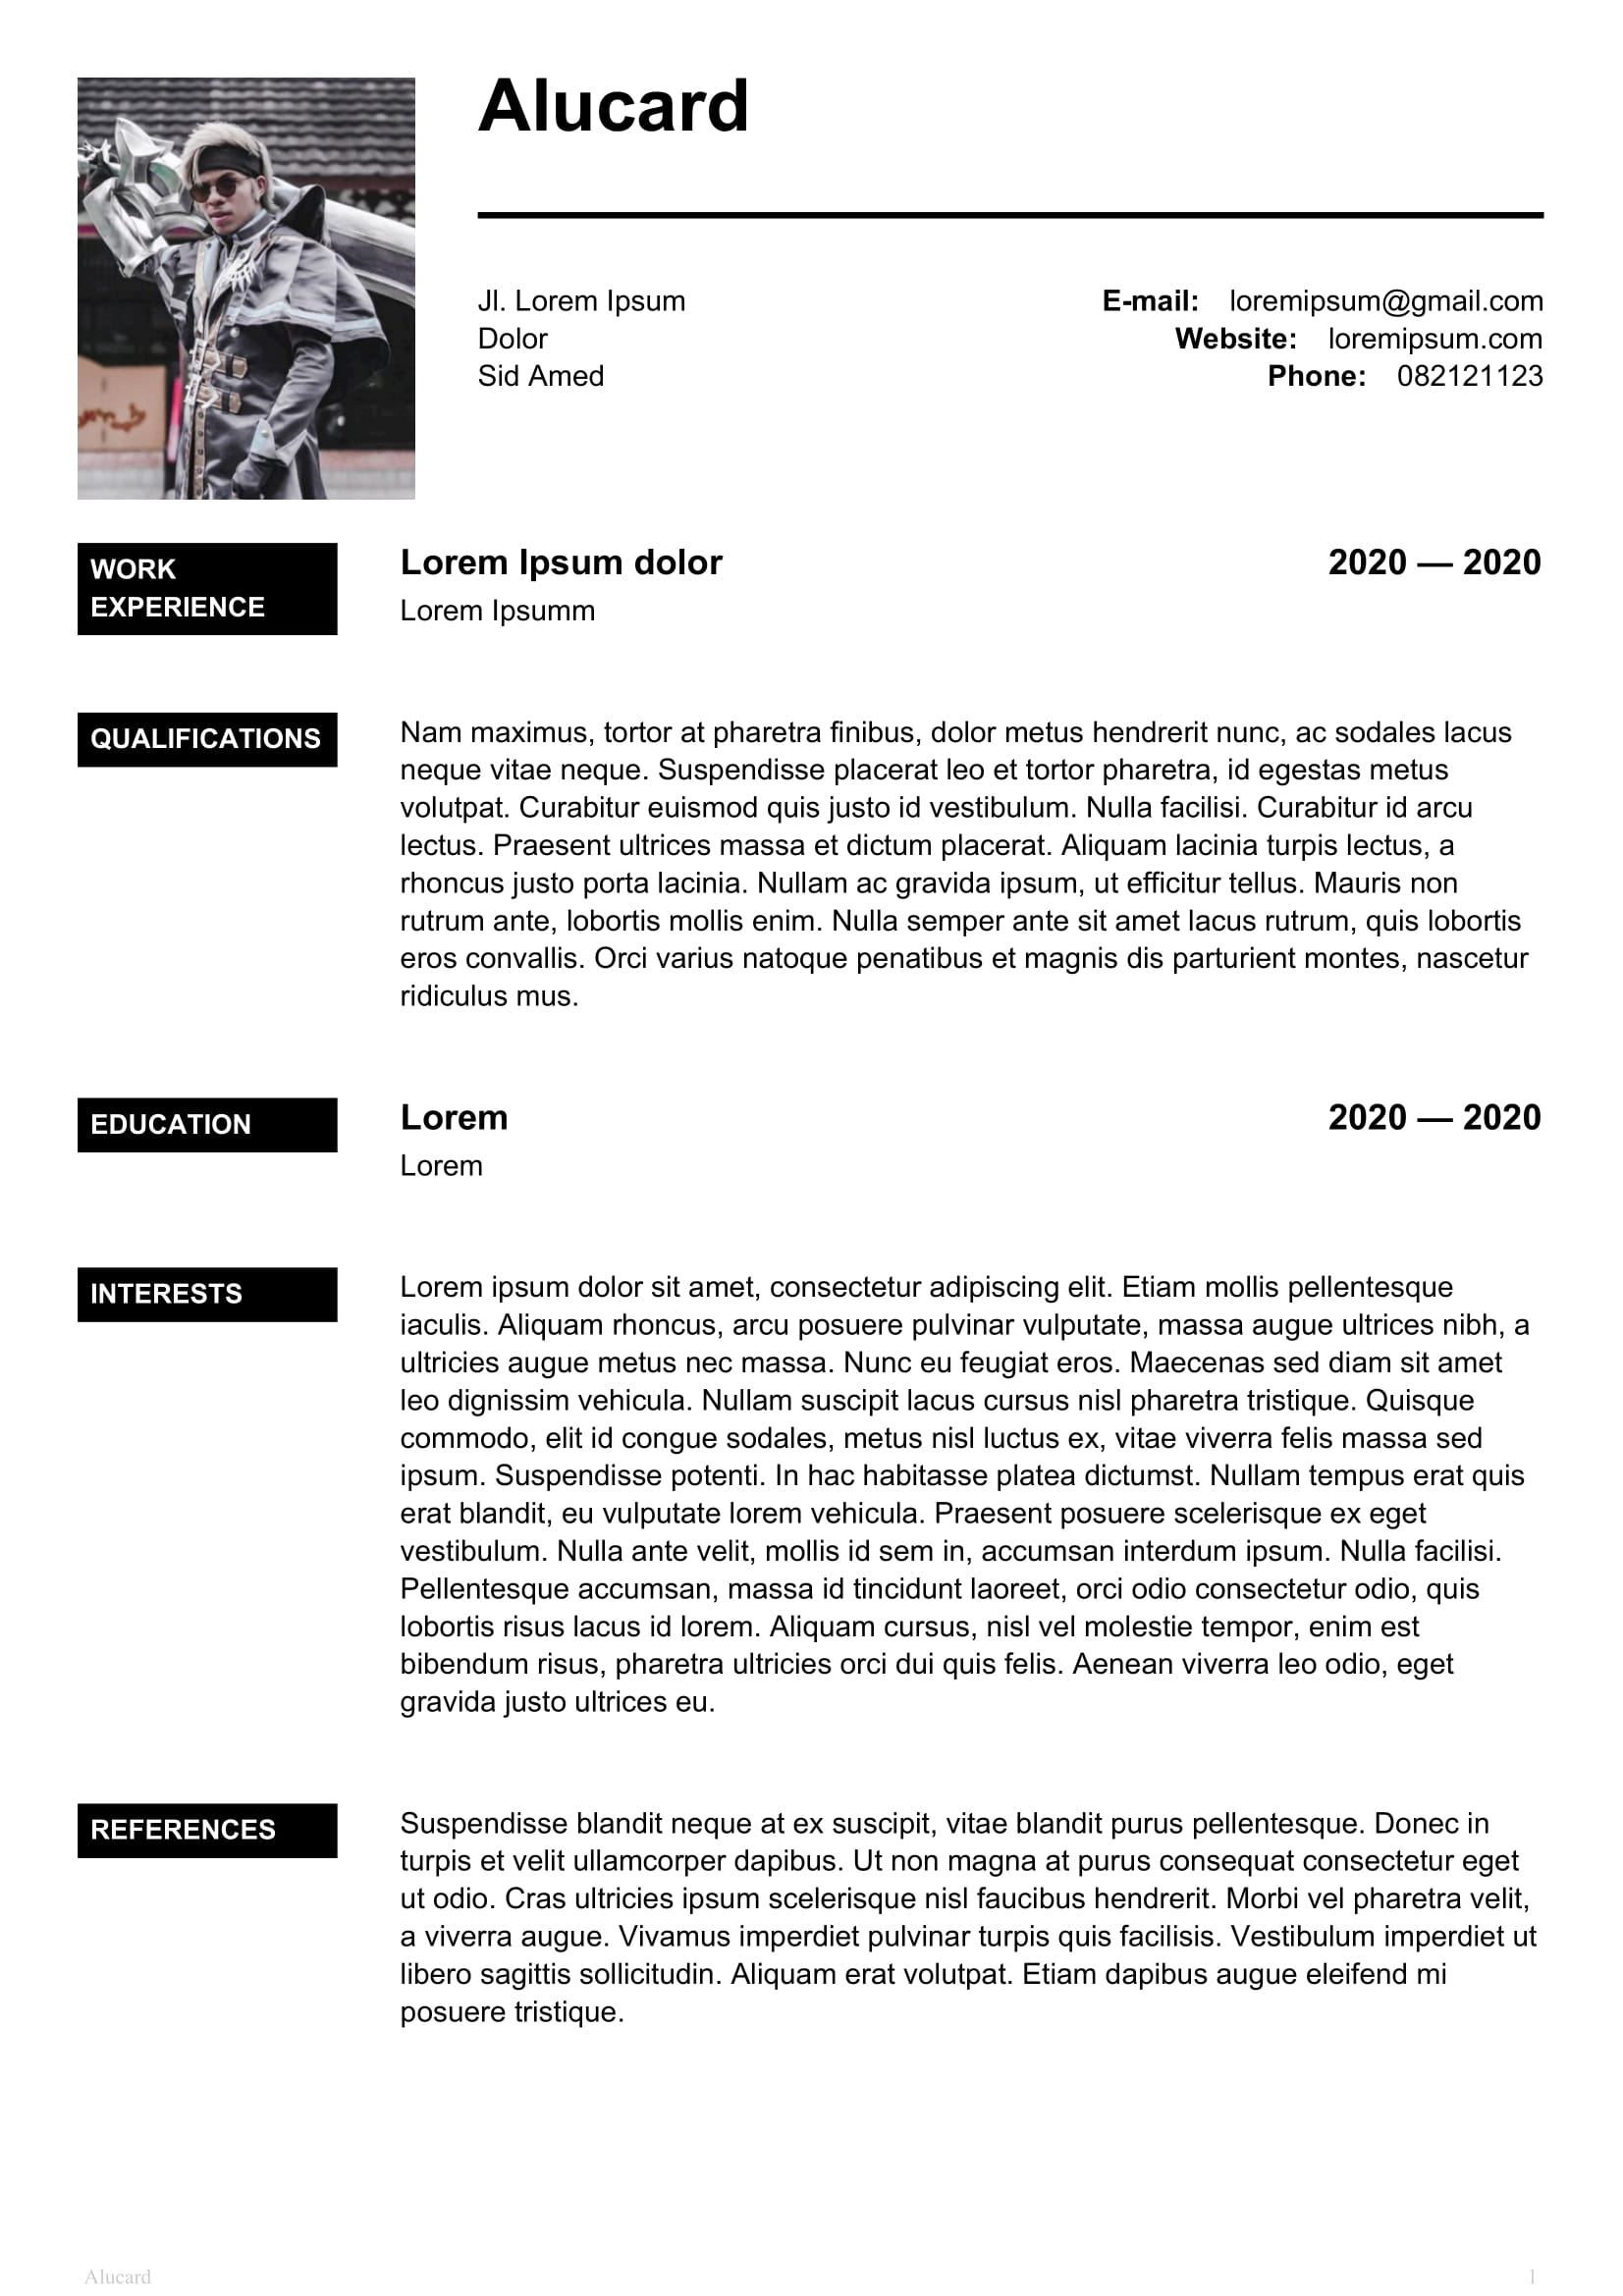 Alucard
Jl. Lorem Ipsum
Dolor
Sid Amed
E-mail: loremipsum@gmail.com
Website: loremipsum.com
Phone: 082121123
WORK
EXPERIENCE
Lorem Ipsum dolor 2020 — 2020
Lorem Ipsumm
QUALIFICATIONS
Nam maximus, tortor at pharetra finibus, dolor metus hendrerit nunc, ac sodales lacus
neque vitae neque. Suspendisse placerat leo et tortor pharetra, id egestas metus
volutpat. Curabitur euismod quis justo id vestibulum. Nulla facilisi. Curabitur id arcu
lectus. Praesent ultrices massa et dictum placerat. Aliquam lacinia turpis lectus, a
rhoncus justo porta lacinia. Nullam ac gravida ipsum, ut efficitur tellus. Mauris non
rutrum ante, lobortis mollis enim. Nulla semper ante sit amet lacus rutrum, quis lobortis
eros convallis. Orci varius natoque penatibus et magnis dis parturient montes, nascetur
ridiculus mus.
EDUCATION
Lorem 2020 — 2020
Lorem
INTERESTS
Lorem ipsum dolor sit amet, consectetur adipiscing elit. Etiam mollis pellentesque
iaculis. Aliquam rhoncus, arcu posuere pulvinar vulputate, massa augue ultrices nibh, a
ultricies augue metus nec massa. Nunc eu feugiat eros. Maecenas sed diam sit amet
leo dignissim vehicula. Nullam suscipit lacus cursus nisl pharetra tristique. Quisque
commodo, elit id congue sodales, metus nisl luctus ex, vitae viverra felis massa sed
ipsum. Suspendisse potenti. In hac habitasse platea dictumst. Nullam tempus erat quis
erat blandit, eu vulputate lorem vehicula. Praesent posuere scelerisque ex eget
vestibulum. Nulla ante velit, mollis id sem in, accumsan interdum ipsum. Nulla facilisi.
Pellentesque accumsan, massa id tincidunt laoreet, orci odio consectetur odio, quis
lobortis risus lacus id lorem. Aliquam cursus, nisl vel molestie tempor, enim est
bibendum risus, pharetra ultricies orci dui quis felis. Aenean viverra leo odio, eget
gravida justo ultrices eu.
REFERENCES
Suspendisse blandit neque at ex suscipit, vitae blandit purus pellentesque. Donec in
turpis et velit ullamcorper dapibus. Ut non magna at purus consequat consectetur eget
ut odio. Cras ultricies ipsum scelerisque nisl faucibus hendrerit. Morbi vel pharetra velit,
a viverra augue. Vivamus imperdiet pulvinar turpis quis facilisis. Vestibulum imperdiet ut
libero sagittis sollicitudin. Aliquam erat volutpat. Etiam dapibus augue eleifend mi
posuere tristique.
Alucard 1